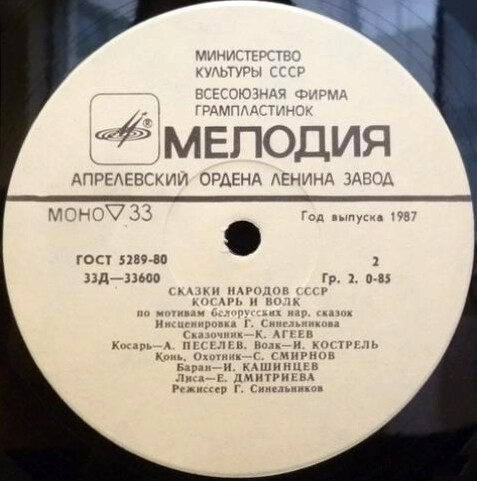 МИНИСТЕРСТВО
КУЛЬТУРЫ СССР
ВСЕСОЮЗНАЯ ФИРМА
ГРАМПЛАСТИНОК
® МЕЛОДИЯ
АПРЕЛЕВСКИЙ ОРДЕНА ЛЕНИНА ЗАВОД
МОНО ▽ 33 Год выпуска 1987
ГОСТ 5289-80 2
33Д—33600 Гр. 2. 0-85
СКАЗКИ НАРОДОВ СССР
КОСАРЬ И ВОЛК
по мотивам белорусских нар. сказок
Инсценировка Г. Синельникова
Сказочник—К. АГЕЕВ
Косарь—А. ПЕСЕЛЕВ, Волк—И. КОСТРЕЛЬ
Конь, Охотник—С. СМИРНОВ
Баран—И. КАШИНЦЕВ
Лиса—Е. ДМИТРИЕВА
Режиссер Г. Синельников